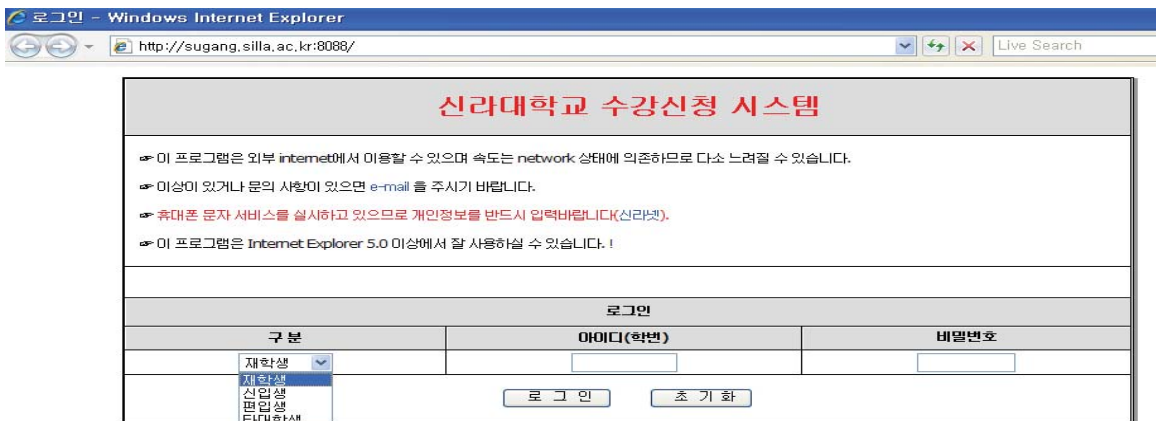 로그인 - Windows Internet Explorer
http://sugang.silla.ac.kr:8088/
Live Search
신라대학교 수강신청 시스템
☞ 이 프로그램은 외부 internet에서 이용할 수 있으며 속도는 network 상태에 의존하므로 다소 느려질 수 있습니다.
☞ 이상이 있거나 문의 사항이 있으면 e-mail 을 주시기 바랍니다.
☞ 휴대폰 문자 서비스를 실시하고 있으므로 개인정보를 반드시 입력바랍니다(신라넷).
☞ 이 프로그램은 Internet Explorer 5.0 이상에서 잘 사용하실 수 있습니다. !
로그인
구 분 아이디(학번) 비밀번호
재학생
재학생
신입생
편입생
타대학생
로 그 인 초 기 화